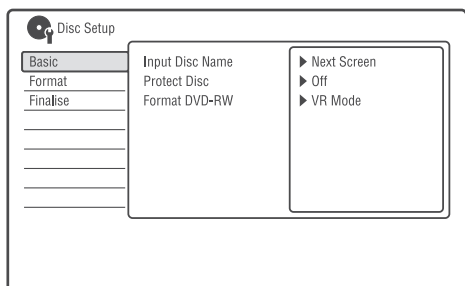 Disc Setup
Basic
Format
Finalise
Input Disc Name ▶ Next Screen
Protect Disc ▶ Off
Format DVD-RW ▶ VR Mode